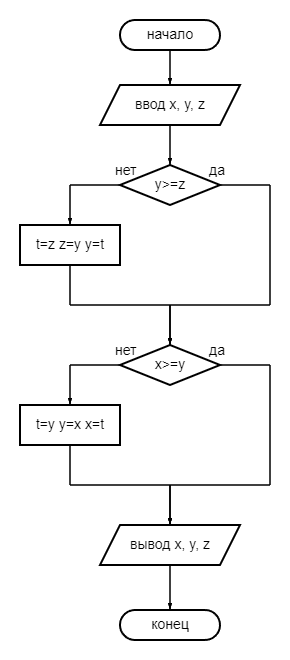 начало
ввод x, y, z
нет
да
y>=z
t=z z=y y=t
нет
да
x>=y
t=y y=x x=t
вывод x, y, z
конец